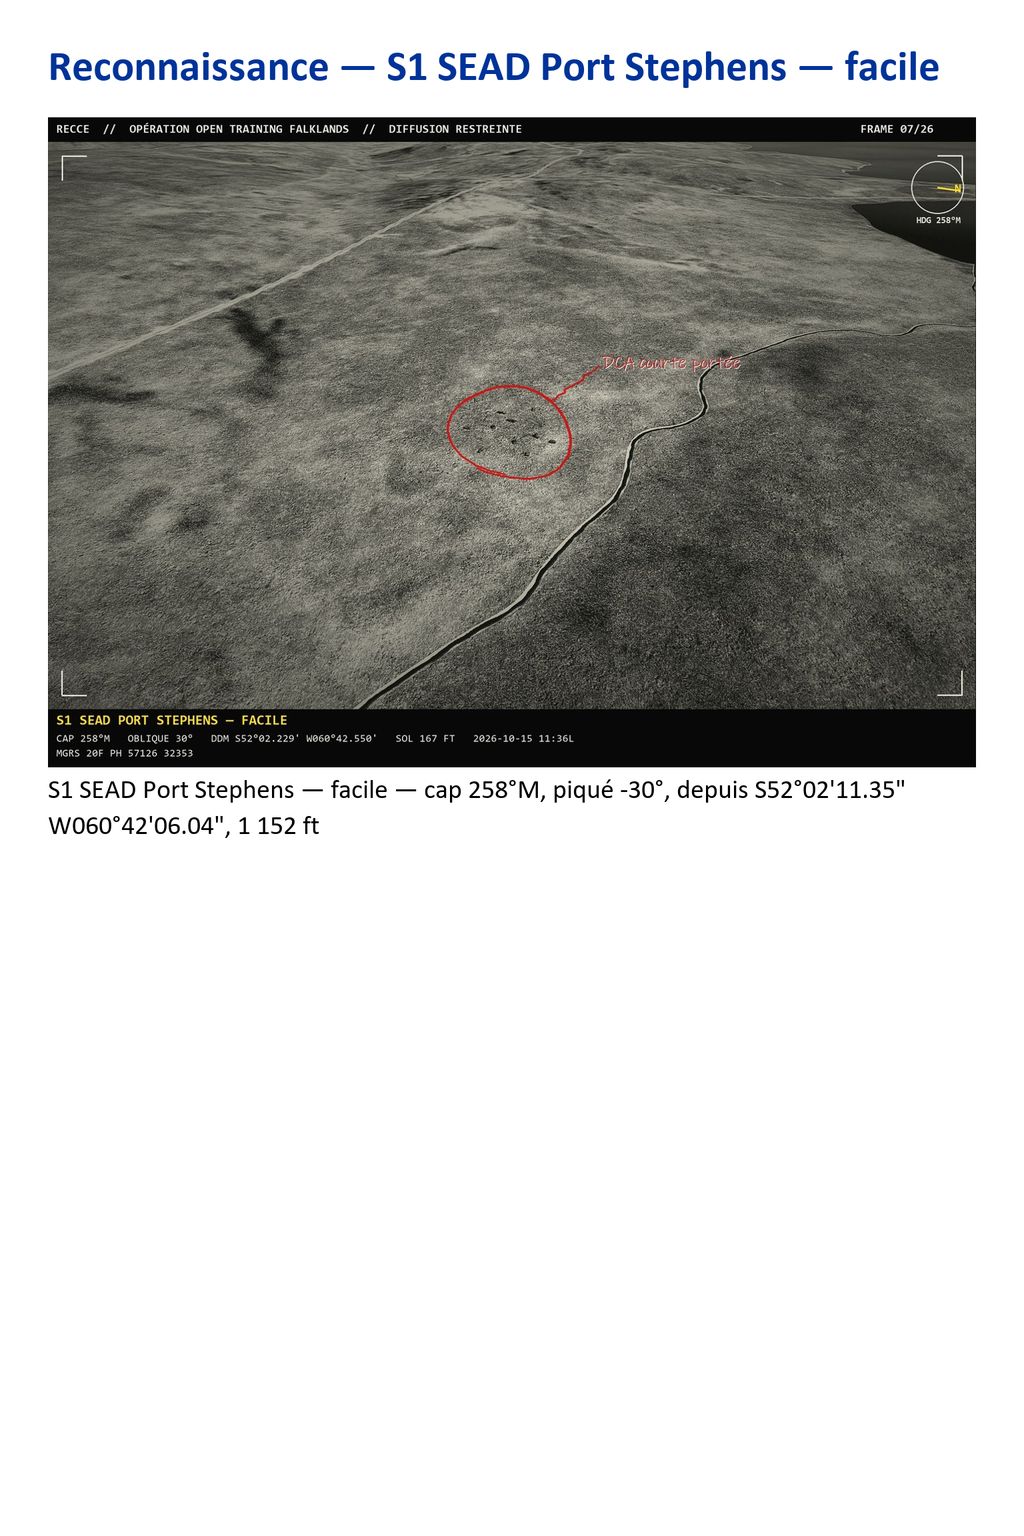 Reconnaissance — S1 SEAD Port Stephens — facile
RECCE // OPÉRATION OPEN TRAINING FALKLANDS // DIFFUSION RESTREINTE FRAME 07/26
N
HDG 258°M
DCA courte portée
S1 SEAD PORT STEPHENS — FACILE
CAP 258°M OBLIQUE 30° DDM S52°02.229' W060°42.550' SOL 167 FT 2026-10-15 11:36L
MGRS 20F PH 57126 32353
S1 SEAD Port Stephens — facile — cap 258°M, piqué -30°, depuis S52°02'11.35"
W060°42'06.04", 1 152 ft